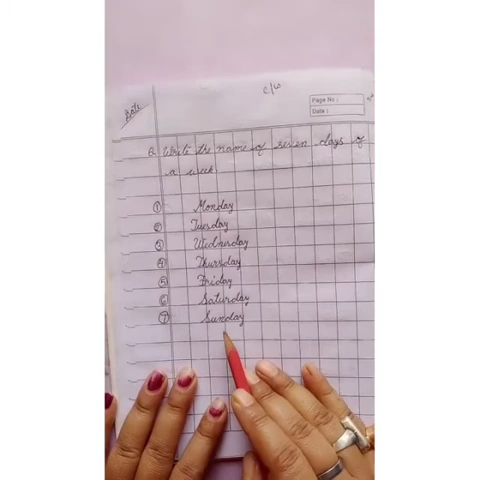 Date
c/w
Page No :
Date :
Q. Write the name of seven days of
a week
① Monday
② Tuesday
③ Wednesday
④ Thursday
⑤ Friday
⑥ Saturday
⑦ Sunday